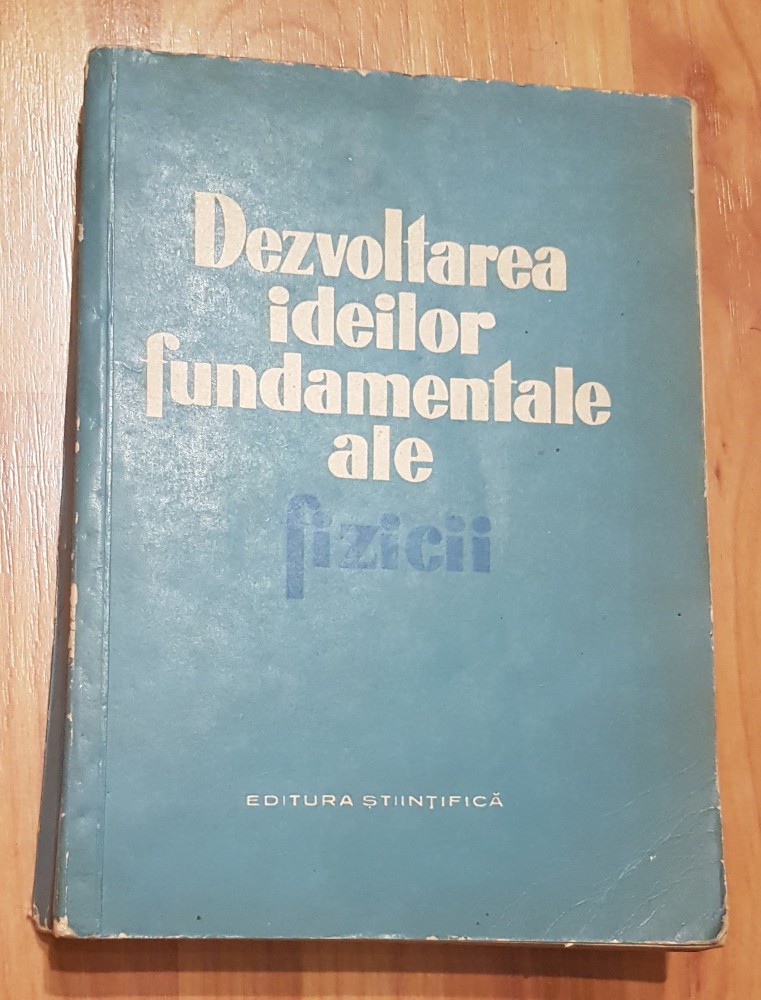 Dezvoltarea
ideilor
fundamentale
ale
fizicii
EDITURA ȘTIINȚIFICĂ